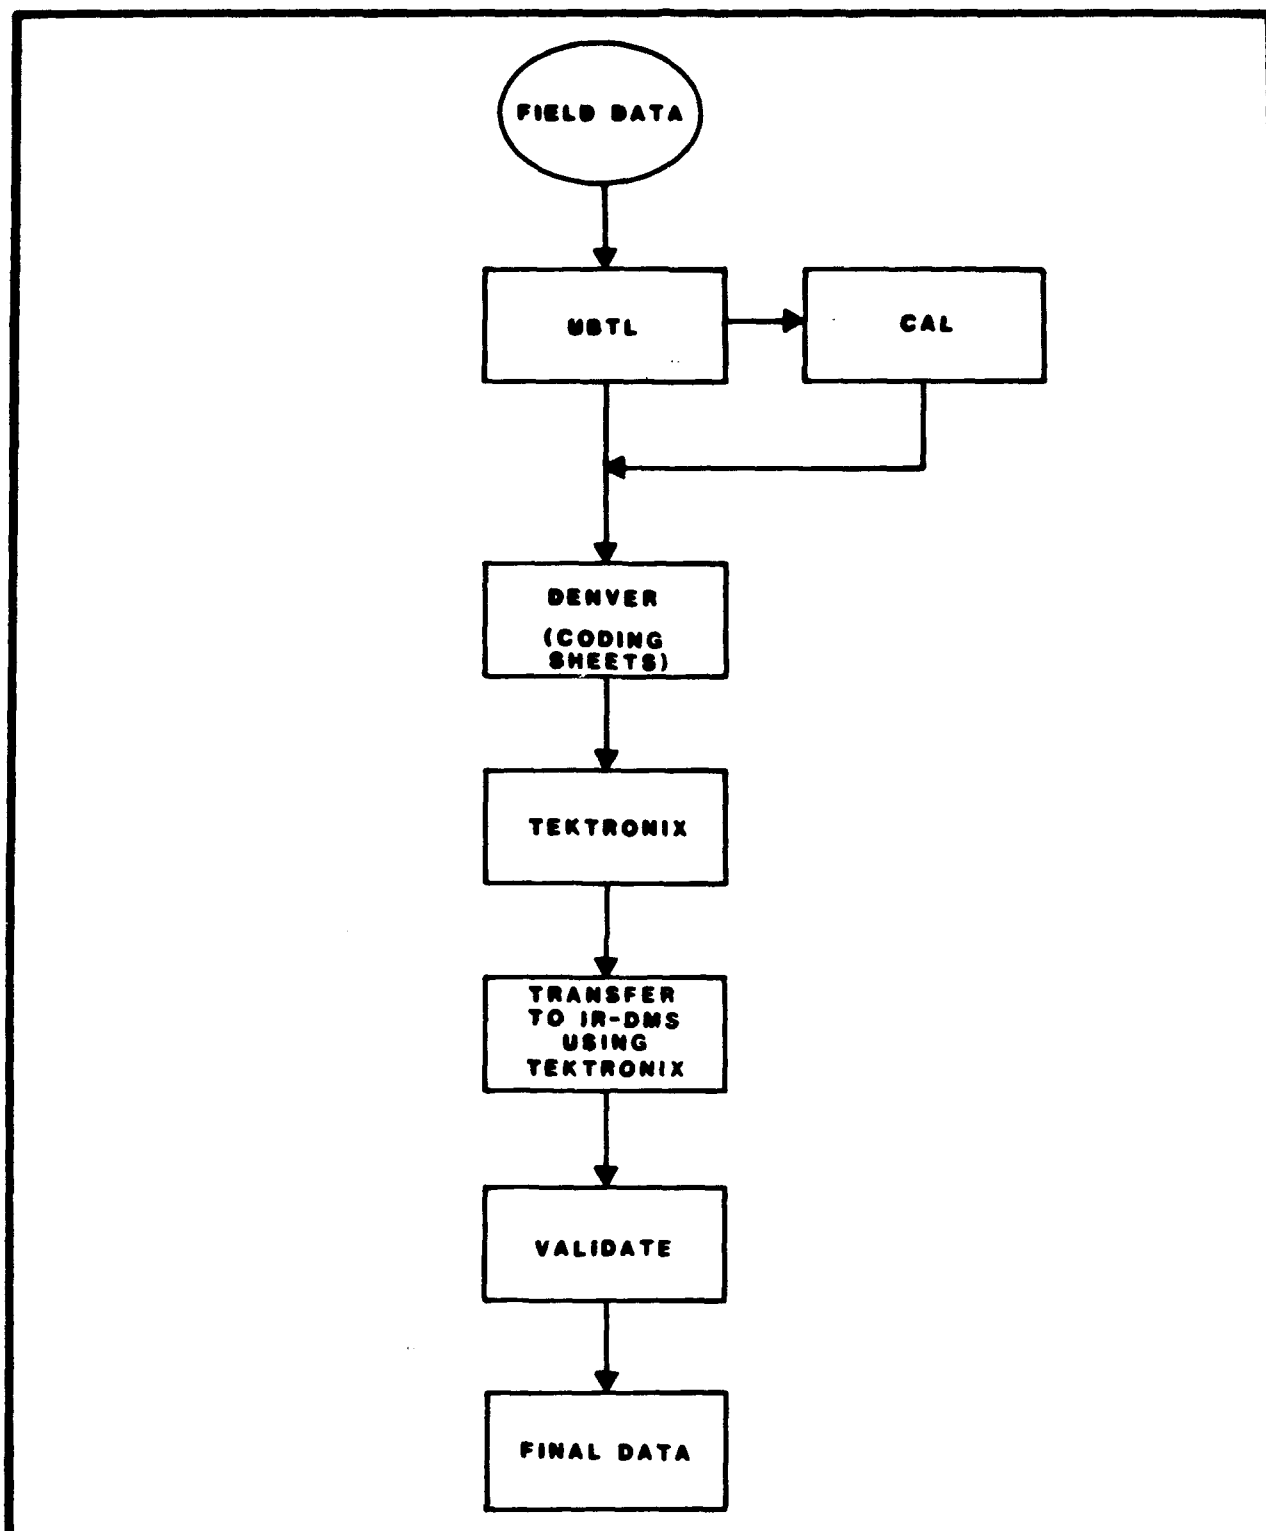 FIELD DATA
UBTL
CAL
DENVER
(CODING
SHEETS)
TEKTRONIX
TRANSFER
TO IR-DMS
USING
TEKTRONIX
VALIDATE
FINAL DATA